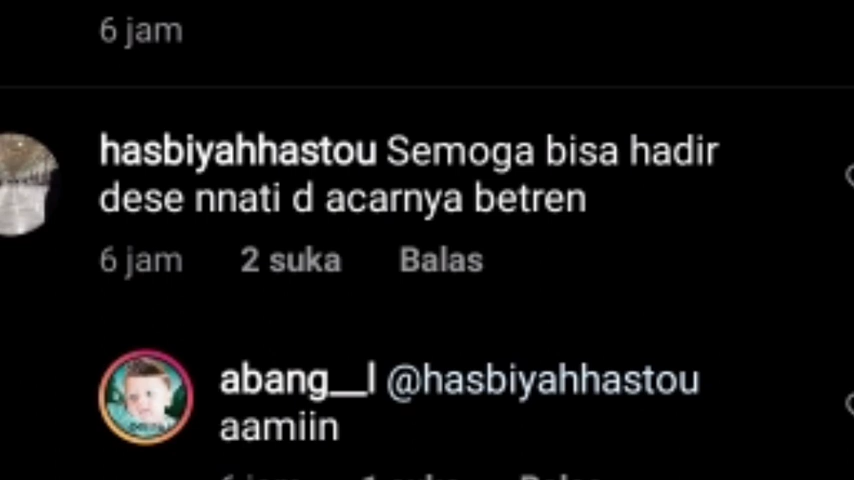 6 jam
hasbiyahhastou Semoga bisa hadir
dese nnati d acarnya betren
6 jam 2 suka Balas
abang__l @hasbiyahhastou
aamiin